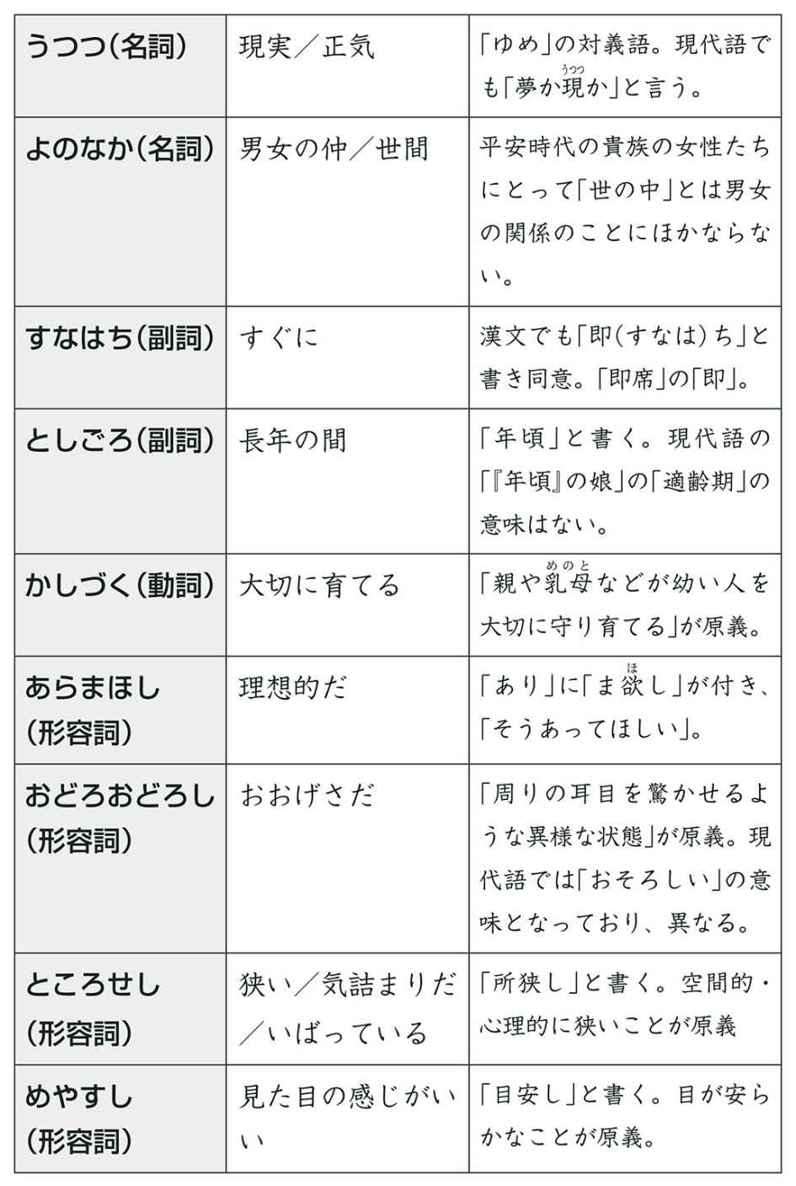 うつつ(名詞)
現実／正気
「ゆめ」の対義語。現代語で
うつつ
も「夢か現か」と言う。
よのなか(名詞)
男女の仲／世間
平安時代の貴族の女性たち
にとって「世の中」とは男女
の関係のことにほかならな
い。
すなはち(副詞)
すぐに
漢文でも「即(すなは)ち」と
書き同意。「即席」の「即」。
としごろ(副詞)
長年の間
「年頃」と書く。現代語の
「『年頃』の娘」の「適齢期」の
意味はない。
かしづく(動詞)
大切に育てる
めのと
「親や乳母などが幼い人を
大切に守り育てる」が原義。
あらまほし
(形容詞)
理想的だ
ほ
「あり」に「ま欲し」が付き、
「そうあってほしい」。
おどろおどろし
(形容詞)
おおげさだ
「周りの耳目を驚かせるよ
うな異様な状態」が原義。現
代語では「おそろしい」の意
味となっており、異なる。
ところせし
(形容詞)
狭い／気詰まりだ
／いばっている
「所狭し」と書く。空間的・
心理的に狭いことが原義
めやすし
(形容詞)
見た目の感じがい
い
「目安し」と書く。目が安ら
かなことが原義。